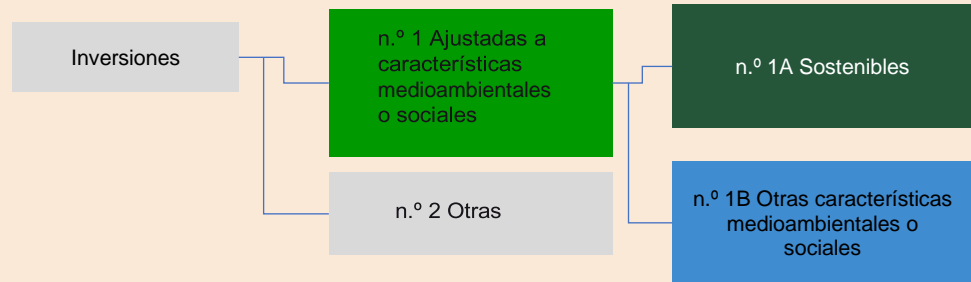 Inversiones
n.º 1 Ajustadas a
características
medioambientales
o sociales
n.º 2 Otras
n.º 1A Sostenibles
n.º 1B Otras características
medioambientales o
sociales